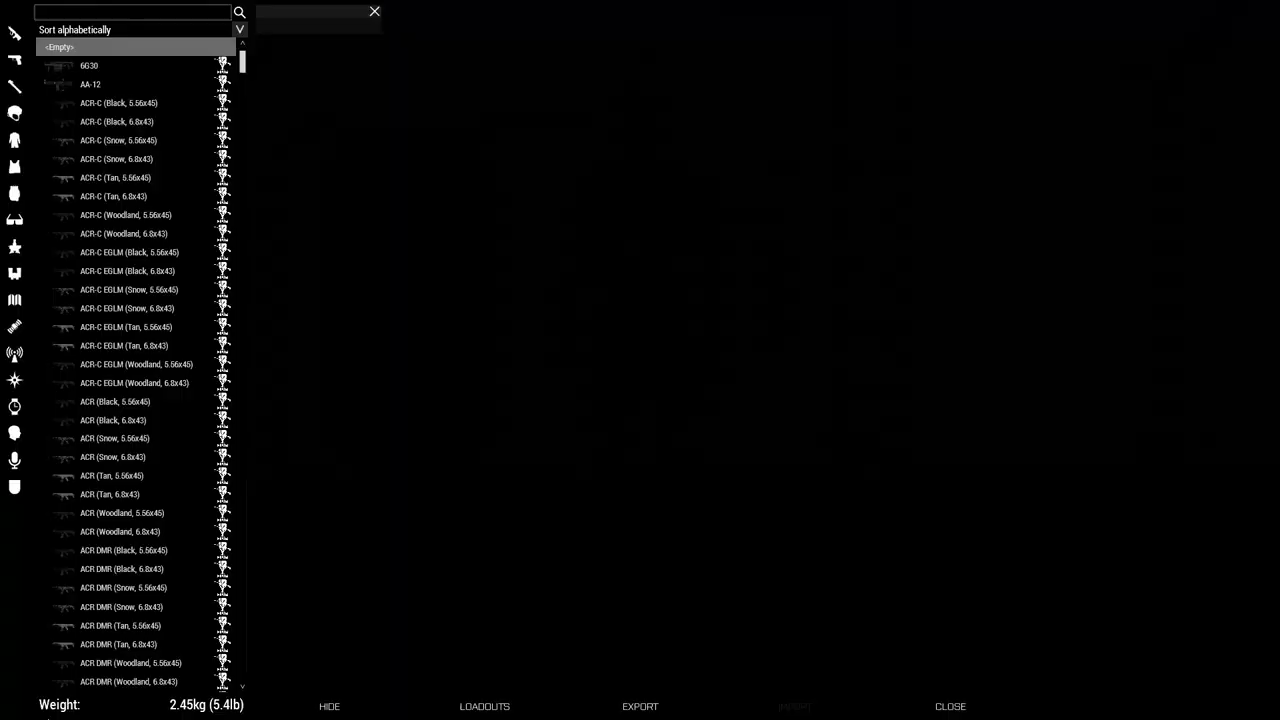 Sort alphabetically
<Empty>
6G30
AA-12
ACR-C (Black, 5.56x45)
ACR-C (Black, 6.8x43)
ACR-C (Snow, 5.56x45)
ACR-C (Snow, 6.8x43)
ACR-C (Tan, 5.56x45)
ACR-C (Tan, 6.8x43)
ACR-C (Woodland, 5.56x45)
ACR-C (Woodland, 6.8x43)
ACR-C EGLM (Black, 5.56x45)
ACR-C EGLM (Black, 6.8x43)
ACR-C EGLM (Snow, 5.56x45)
ACR-C EGLM (Snow, 6.8x43)
ACR-C EGLM (Tan, 5.56x45)
ACR-C EGLM (Tan, 6.8x43)
ACR-C EGLM (Woodland, 5.56x45)
ACR-C EGLM (Woodland, 6.8x43)
ACR (Black, 5.56x45)
ACR (Black, 6.8x43)
ACR (Snow, 5.56x45)
ACR (Snow, 6.8x43)
ACR (Tan, 5.56x45)
ACR (Tan, 6.8x43)
ACR (Woodland, 5.56x45)
ACR (Woodland, 6.8x43)
ACR DMR (Black, 5.56x45)
ACR DMR (Black, 6.8x43)
ACR DMR (Snow, 5.56x45)
ACR DMR (Snow, 6.8x43)
ACR DMR (Tan, 5.56x45)
ACR DMR (Tan, 6.8x43)
ACR DMR (Woodland, 5.56x45)
ACR DMR (Woodland, 6.8x43)
Weight: 2.45kg (5.4lb)
HIDE LOADOUTS EXPORT IMPORT CLOSE